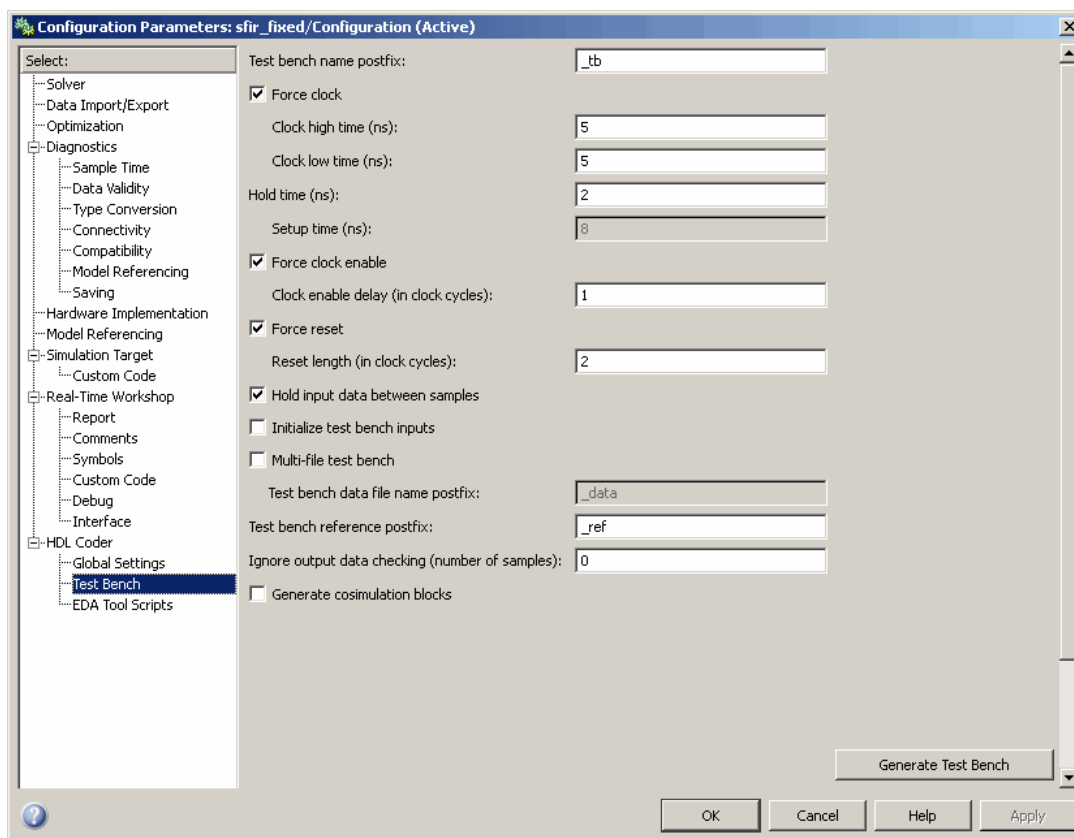 Configuration Parameters: sfir_fixed/Configuration (Active)
Select:
Solver
Data Import/Export
Optimization
Diagnostics
Sample Time
Data Validity
Type Conversion
Connectivity
Compatibility
Model Referencing
Saving
Hardware Implementation
Model Referencing
Simulation Target
Custom Code
Real-Time Workshop
Report
Comments
Symbols
Custom Code
Debug
Interface
HDL Coder
Global Settings
Test Bench
EDA Tool Scripts
Test bench name postfix: _tb
Force clock
Clock high time (ns): 5
Clock low time (ns): 5
Hold time (ns): 2
Setup time (ns): 8
Force clock enable
Clock enable delay (in clock cycles): 1
Force reset
Reset length (in clock cycles): 2
Hold input data between samples
Initialize test bench inputs
Multi-file test bench
Test bench data file name postfix: _data
Test bench reference postfix: _ref
Ignore output data checking (number of samples): 0
Generate cosimulation blocks
Generate Test Bench
OK Cancel Help Apply